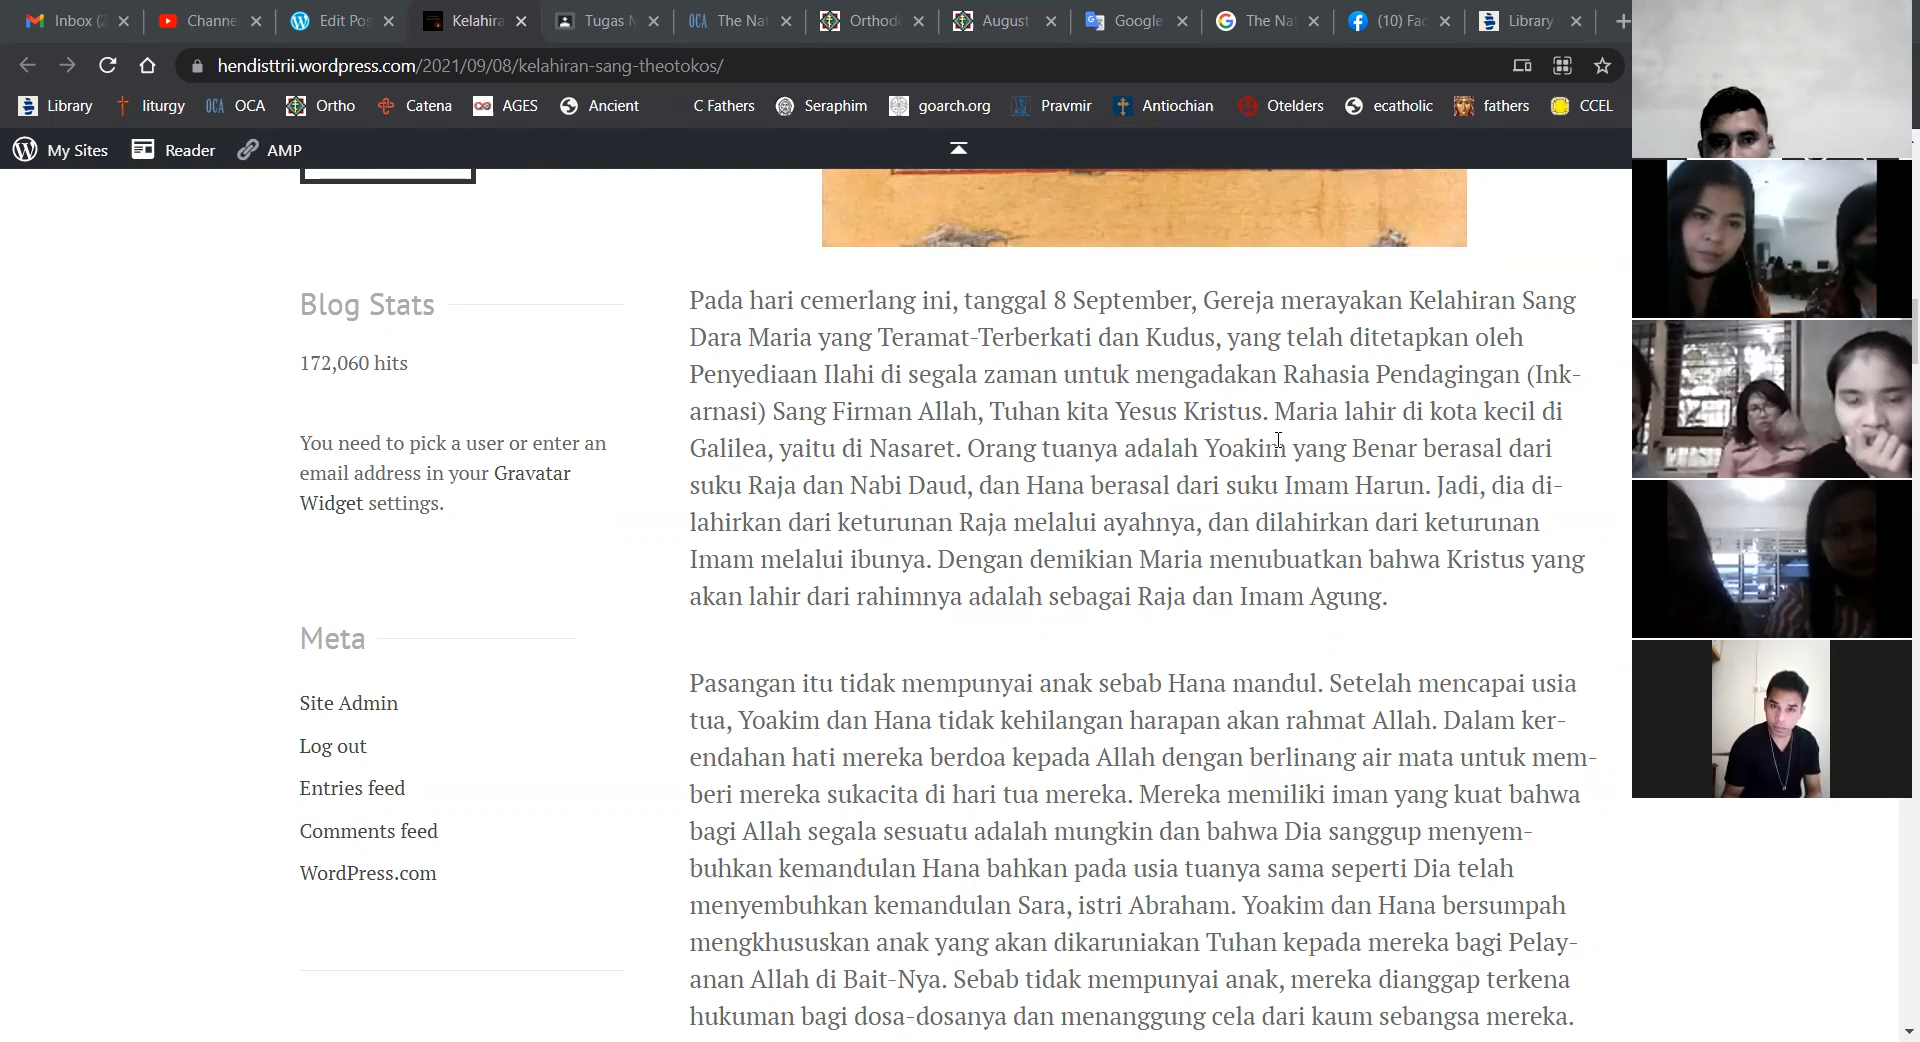 Inbox (2
Channe
Edit Pos
Kelahira
Tugas M
OCA The Nat
Orthod
August
Google
The Nat
(10) Fac
Library
hendisttrii.wordpress.com/2021/09/08/kelahiran-sang-theotokos/
Library liturgy OCA OCA Ortho Catena AGES Ancient C Fathers Seraphim goarch.org Pravmir Antiochian Otelders ecatholic fathers CCEL
My Sites Reader AMP
Blog Stats
172,060 hits
You need to pick a user or enter an
email address in your Gravatar
Widget settings.
Meta
Site Admin
Log out
Entries feed
Comments feed
WordPress.com
Pada hari cemerlang ini, tanggal 8 September, Gereja merayakan Kelahiran Sang
Dara Maria yang Teramat-Terberkati dan Kudus, yang telah ditetapkan oleh
Penyediaan Ilahi di segala zaman untuk mengadakan Rahasia Pendagingan (Ink-
arnasi) Sang Firman Allah, Tuhan kita Yesus Kristus. Maria lahir di kota kecil di
Galilea, yaitu di Nasaret. Orang tuanya adalah Yoakim yang Benar berasal dari
suku Raja dan Nabi Daud, dan Hana berasal dari suku Imam Harun. Jadi, dia di-
lahirkan dari keturunan Raja melalui ayahnya, dan dilahirkan dari keturunan
Imam melalui ibunya. Dengan demikian Maria menubuatkan bahwa Kristus yang
akan lahir dari rahimnya adalah sebagai Raja dan Imam Agung.
Pasangan itu tidak mempunyai anak sebab Hana mandul. Setelah mencapai usia
tua, Yoakim dan Hana tidak kehilangan harapan akan rahmat Allah. Dalam ker-
endahan hati mereka berdoa kepada Allah dengan berlinang air mata untuk mem-
beri mereka sukacita di hari tua mereka. Mereka memiliki iman yang kuat bahwa
bagi Allah segala sesuatu adalah mungkin dan bahwa Dia sanggup menyem-
buhkan kemandulan Hana bahkan pada usia tuanya sama seperti Dia telah
menyembuhkan kemandulan Sara, istri Abraham. Yoakim dan Hana bersumpah
mengkhususkan anak yang akan dikaruniakan Tuhan kepada mereka bagi Pelay-
anan Allah di Bait-Nya. Sebab tidak mempunyai anak, mereka dianggap terkena
hukuman bagi dosa-dosanya dan menanggung cela dari kaum sebangsa mereka.